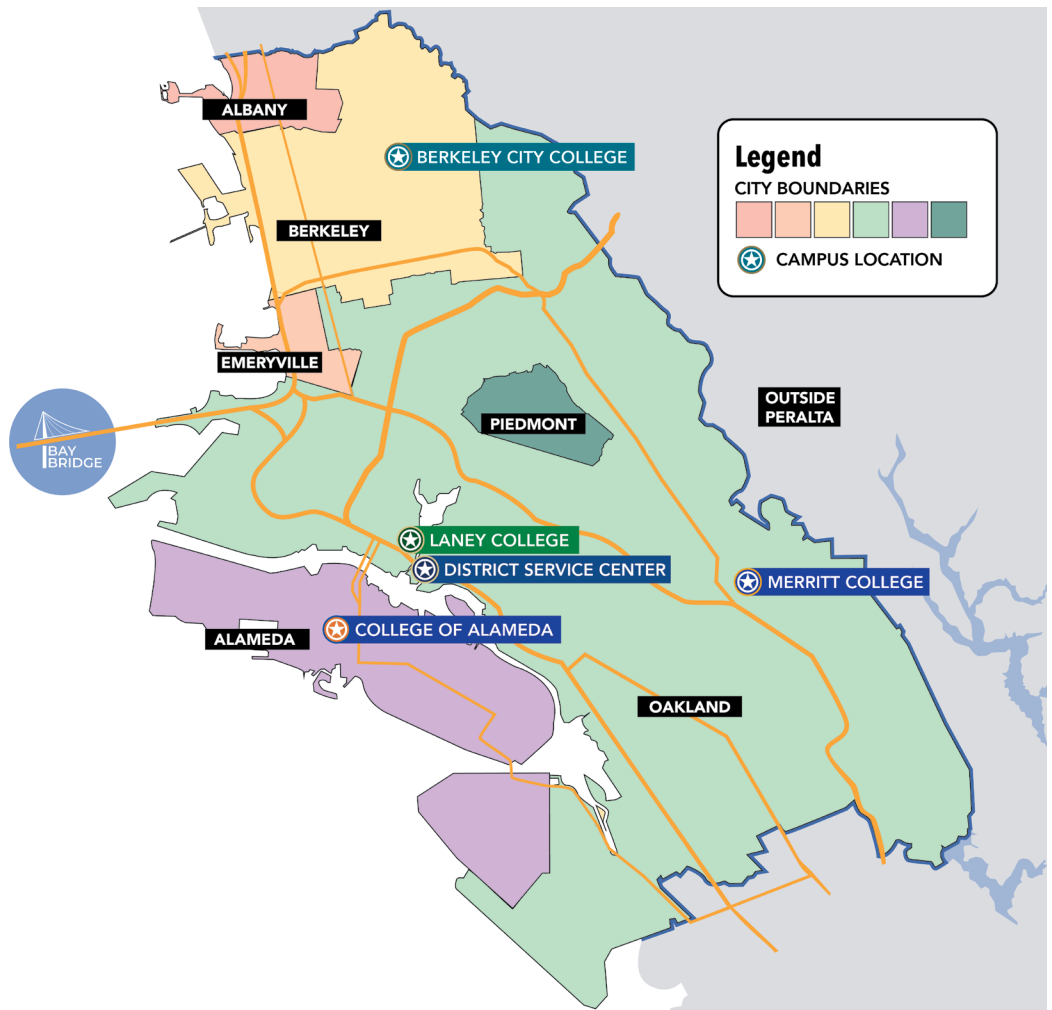 ALBANY
BERKELEY CITY COLLEGE
Legend
CITY BOUNDARIES
CAMPUS LOCATION
BERKELEY
EMERYVILLE
OUTSIDE
PERALTA
PIEDMONT
BAY
BRIDGE
LANEY COLLEGE
DISTRICT SERVICE CENTER
MERRITT COLLEGE
COLLEGE OF ALAMEDA
ALAMEDA
OAKLAND